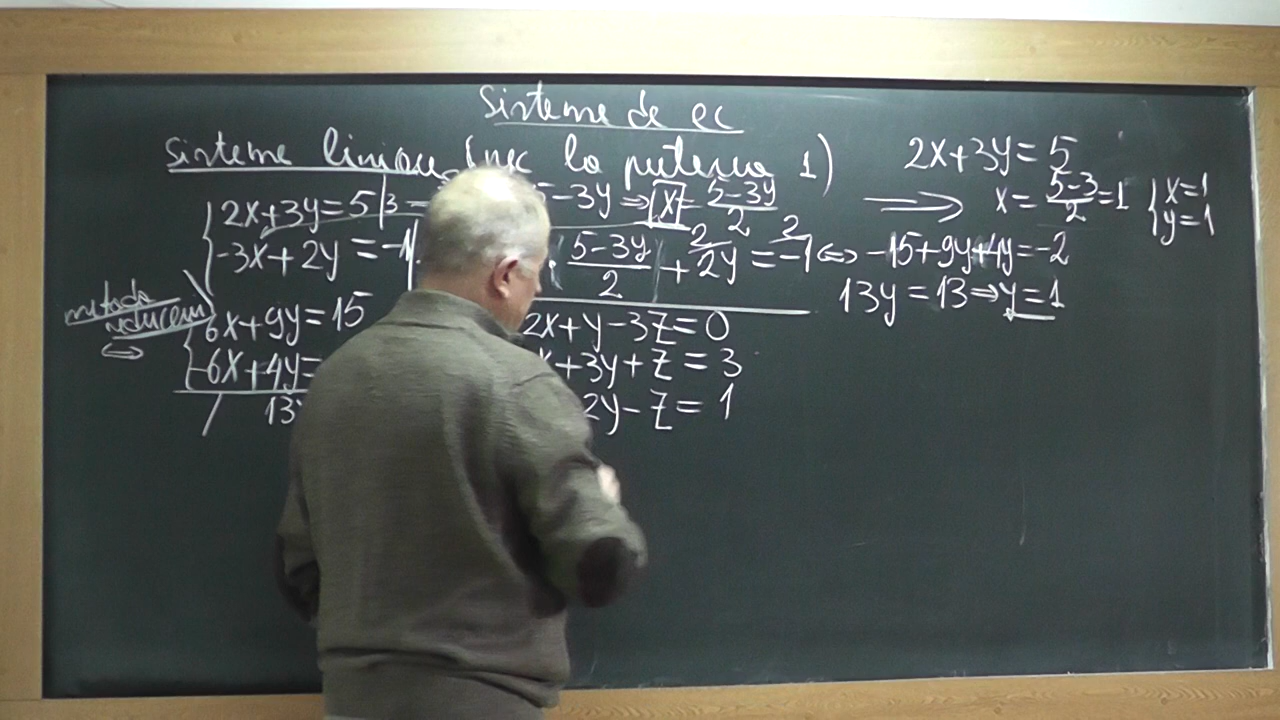 Sisteme de ec
Sisteme liniare (nec la puterea 1)
2x+3y=5
2x+3y=5|3
5-3y ⇒ x = (5-3y)/2
⟹ x = (5-3)/2 = 1
{ x=1
y=1
-3x+2y=-1
(5-3y)/2 + 2y = -1 ⇔ -15+9y+4y=-2
13y=13 ⇒ y=1
metoda reducerii
⇔
6x+9y=15
-6x+4y=
/ 13
2x+y-3z=0
+3y+z=3
2y-z=1